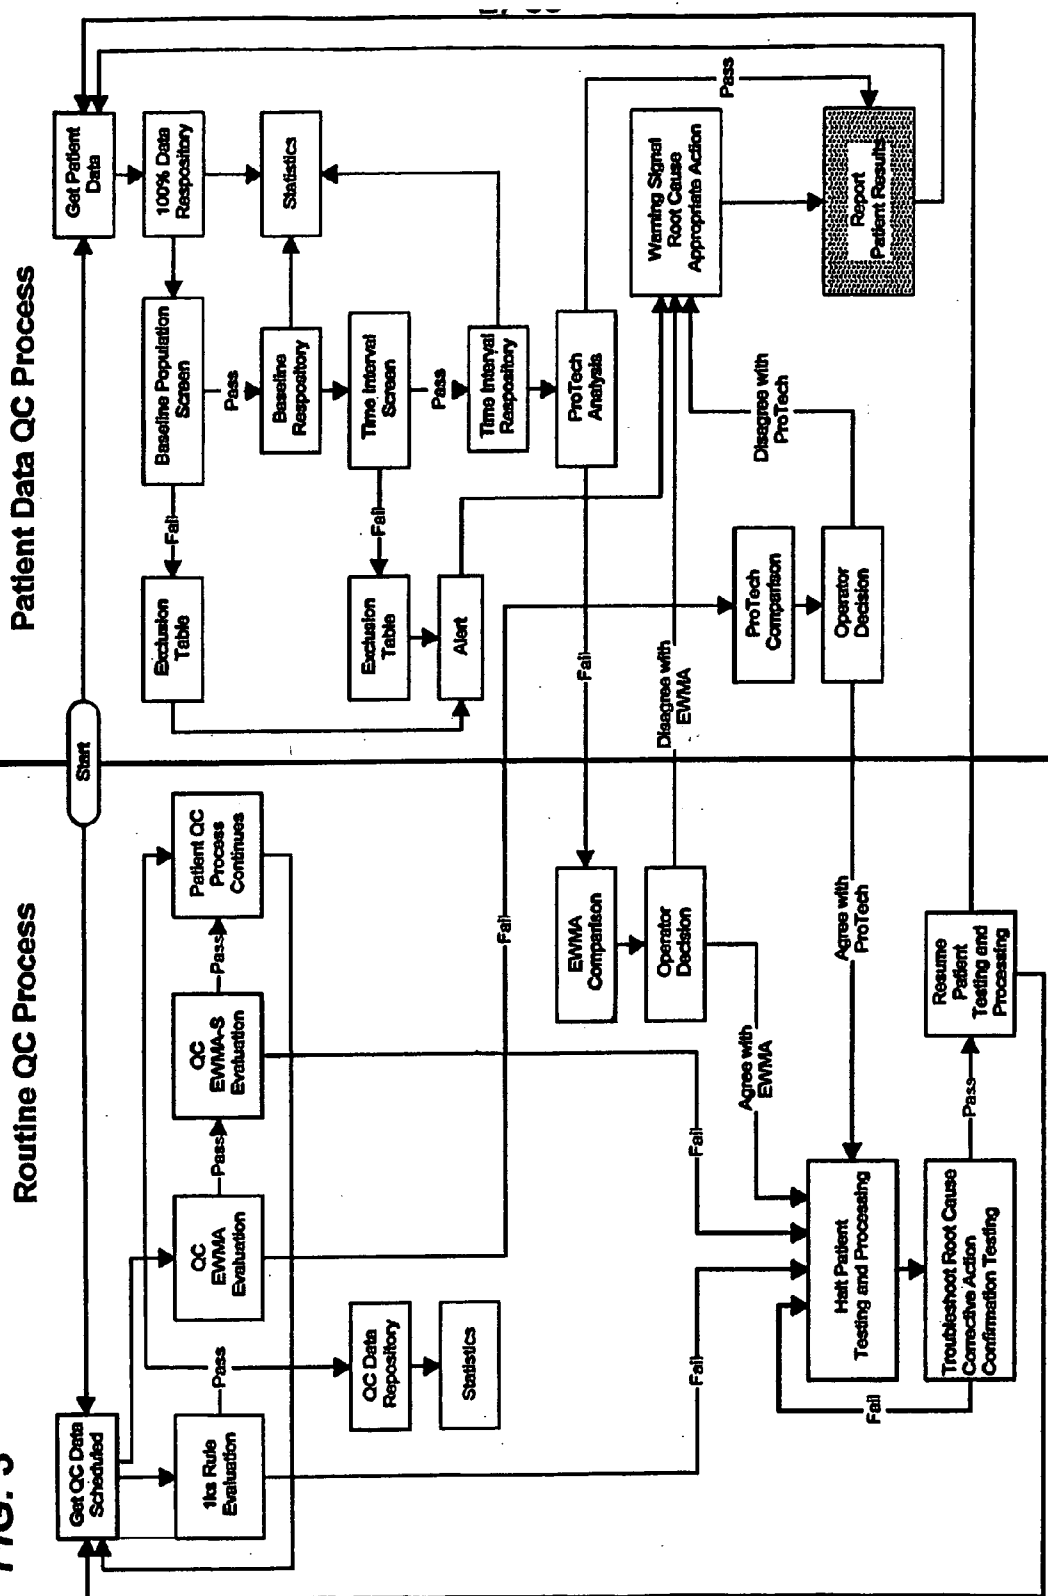 FIG. 3
Routine QC Process
Patient Data QC Process
Start
Get QC Data
Scheduled
1ks Rule
Evaluation
Pass
Fail
QC
EWMA
Evaluation
Pass
Fail
QC
EWMA-S
Evaluation
Pass
Fail
Patient QC
Process
Continues
QC Data
Repository
Statistics
EWMA
Comparison
Operator
Decision
Agree with
EWMA
Disagree with
EWMA
Halt Patient
Testing and Processing
Troubleshoot Root Cause
Corrective Action
Confirmation Testing
Fail
Pass
Resume
Patient
Testing and
Processing
Get Patient
Data
100% Data
Respository
Statistics
Baseline Population
Screen
Fail
Exclusion
Table
Pass
Baseline
Respository
Time Interval
Screen
Fail
Exclusion
Table
Alert
Pass
Time Interval
Respository
ProTech
Analysis
Fail
Pass
Warning Signal
Root Cause
Appropriate Action
Report
Patient Results
ProTech
Comparison
Operator
Decision
Disagree with
ProTech
Agree with
ProTech